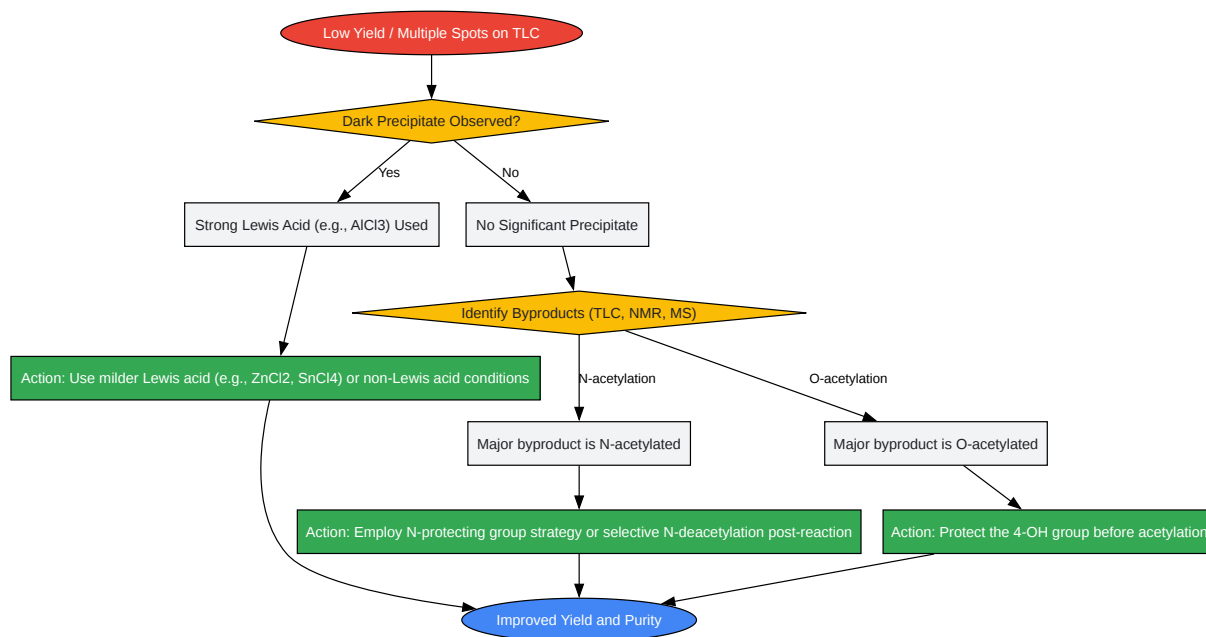 Low Yield / Multiple Spots on TLC
Dark Precipitate Observed?
Yes
No
Strong Lewis Acid (e.g., AlCl3) Used
No Significant Precipitate
Identify Byproducts (TLC, NMR, MS)
Action: Use milder Lewis acid (e.g., ZnCl2, SnCl4) or non-Lewis acid conditions
N-acetylation
O-acetylation
Major byproduct is N-acetylated
Major byproduct is O-acetylated
Action: Employ N-protecting group strategy or selective N-deacetylation post-reaction
Action: Protect the 4-OH group before acetylation
Improved Yield and Purity